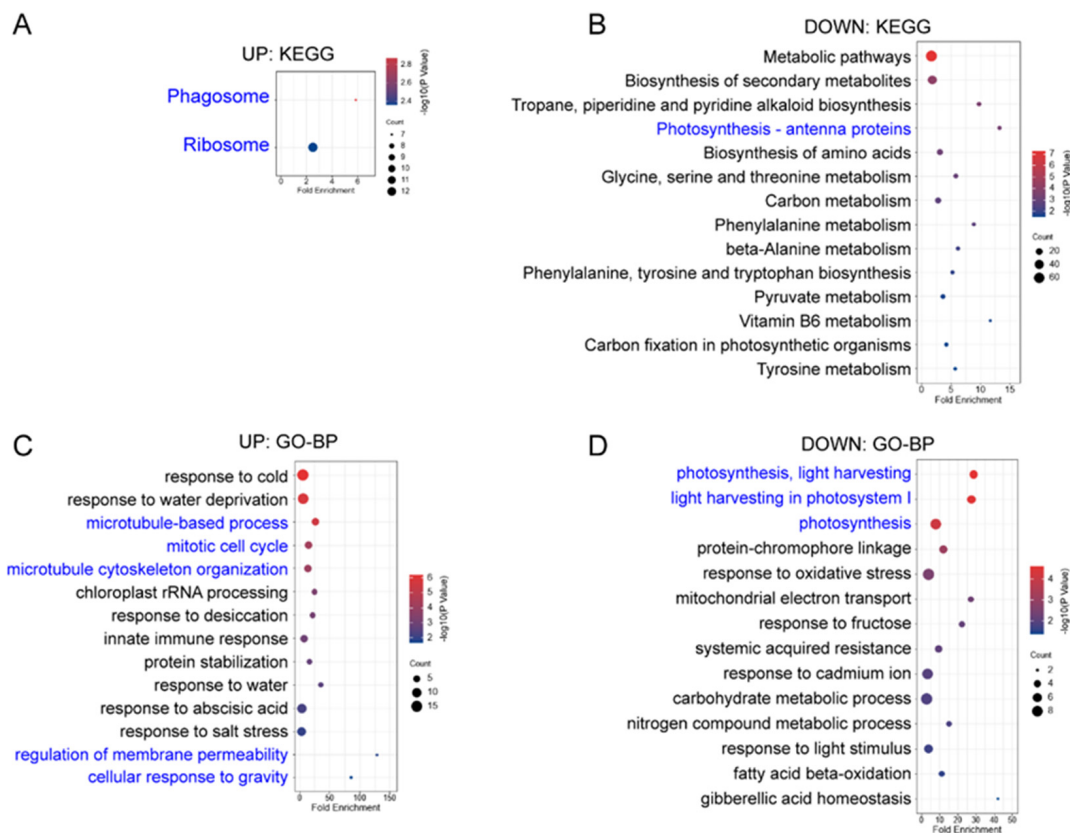 A
UP: KEGG
Phagosome
Ribosome
0 2 4 6
Fold Enrichment
2.8
2.6
2.4
-log10(P Value)
Count
7
8
9
10
11
12
B
DOWN: KEGG
Metabolic pathways
Biosynthesis of secondary metabolites
Tropane, piperidine and pyridine alkaloid biosynthesis
Photosynthesis - antenna proteins
Biosynthesis of amino acids
Glycine, serine and threonine metabolism
Carbon metabolism
Phenylalanine metabolism
beta-Alanine metabolism
Phenylalanine, tyrosine and tryptophan biosynthesis
Pyruvate metabolism
Vitamin B6 metabolism
Carbon fixation in photosynthetic organisms
Tyrosine metabolism
0 5 10 15
Fold Enrichment
7
6
5
4
3
2
-log10(P Value)
Count
20
40
60
C
UP: GO-BP
response to cold
response to water deprivation
microtubule-based process
mitotic cell cycle
microtubule cytoskeleton organization
chloroplast rRNA processing
response to desiccation
innate immune response
protein stabilization
response to water
response to abscisic acid
response to salt stress
regulation of membrane permeability
cellular response to gravity
0 50 100 150
Fold Enrichment
6
5
4
3
2
-log10(P Value)
Count
5
10
15
D
DOWN: GO-BP
photosynthesis, light harvesting
light harvesting in photosystem I
photosynthesis
protein-chromophore linkage
response to oxidative stress
mitochondrial electron transport
response to fructose
systemic acquired resistance
response to cadmium ion
carbohydrate metabolic process
nitrogen compound metabolic process
response to light stimulus
fatty acid beta-oxidation
gibberellic acid homeostasis
0 10 20 30 40 50
Fold Enrichment
4
3
2
-log10(P Value)
Count
2
4
6
8